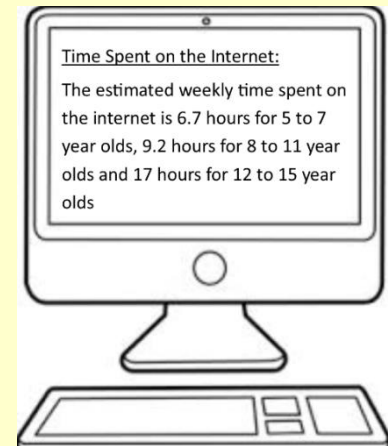 Time Spent on the Internet:
The estimated weekly time spent on
the internet is 6.7 hours for 5 to 7
year olds, 9.2 hours for 8 to 11 year
olds and 17 hours for 12 to 15 year
olds